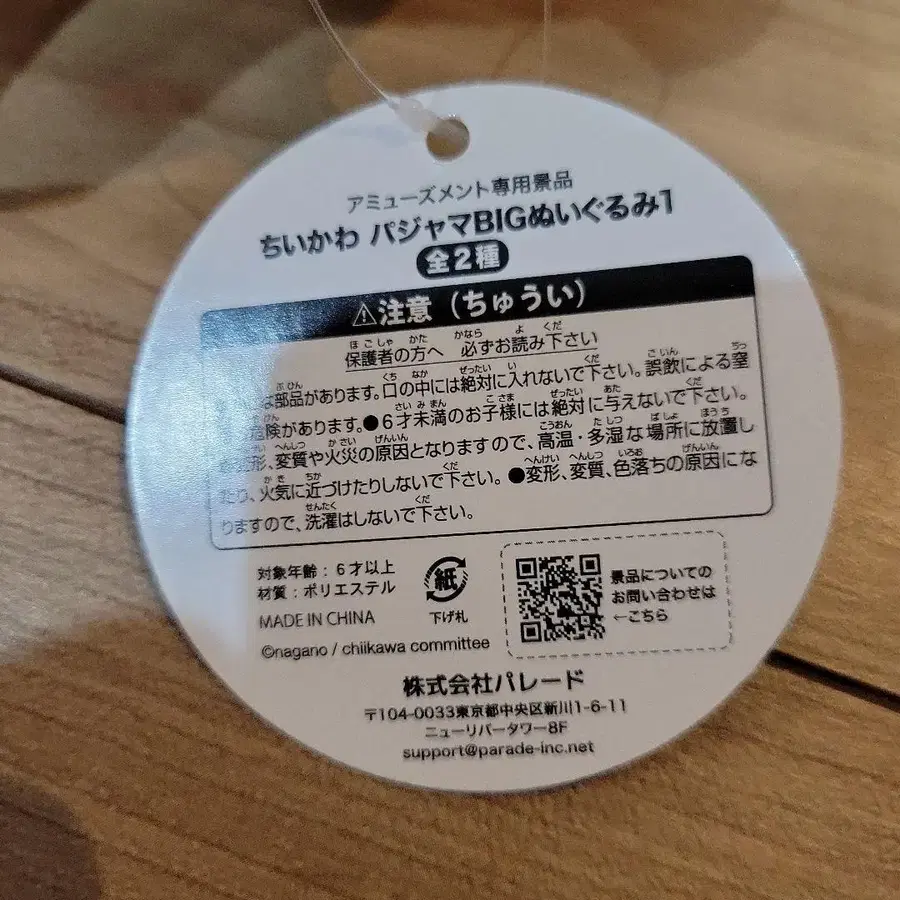 アミューズメント専用景品
ちいかわ パジャマBIGぬいぐるみ1
全2種
⚠注意(ちゅうい)
保護者の方へ 必ずお読み下さい
部品があります。口の中には絶対に入れないで下さい。誤飲による窒
危険があります。●6才未満のお子様には絶対に与えないで下さい。
形、変質や火災の原因となりますので、高温・多湿な場所に放置し
たり、火気に近づけたりしないで下さい。●変形、変質、色落ちの原因にな
りますので、洗濯はしないで下さい。
対象年齢:6才以上
材質:ポリエステル
MADE IN CHINA
©nagano / chiikawa committee
紙
下げ札
景品についての
お問い合わせは
←こちら
株式会社パレード
〒104-0033東京都中央区新川1-6-11
ニューリバータワー8F
support@parade-inc.net